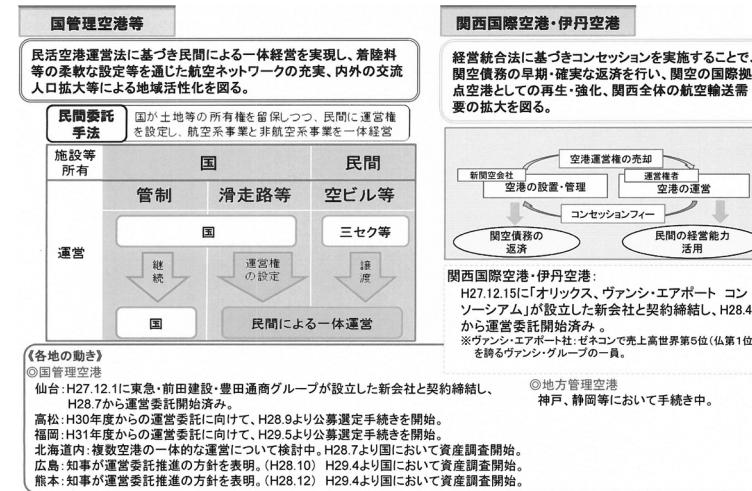 国管理空港等
民活空港運営法に基づき民間による一体経営を実現し、着陸料
等の柔軟な設定等を通じた航空ネットワークの充実、内外の交流
人口拡大等による地域活性化を図る。
民間委託
手法
国が土地等の所有権を留保しつつ、民間に運営権
を設定し、航空系事業と非航空系事業を一体経営
施設等
所有
国
民間
管制
滑走路等
空ビル等
運営
国
三セク等
継続
運営権
の設定
譲渡
国
民間による一体運営
関西国際空港・伊丹空港
経営統合法に基づきコンセッションを実施することで、
関空債務の早期・確実な返済を行い、関空の国際拠
点空港としての再生・強化、関西全体の航空輸送需
要の拡大を図る。
空港運営権の売却
新関空会社
空港の設置・管理
運営権者
空港の運営
コンセッションフィー
関空債務の
返済
民間の経営能力
活用
関西国際空港・伊丹空港:
H27.12.15に「オリックス、ヴァンシ・エアポート コン
ソーシアム」が設立した新会社と契約締結し、H28.4
から運営委託開始済み。
※ヴァンシ・エアポート社:ゼネコンで売上高世界第5位(仏第1位
を誇るヴァンシ・グループの一員。
《各地の動き》
◎国管理空港
仙台:H27.12.1に東急・前田建設・豊田通商グループが設立した新会社と契約締結し、
H28.7から運営委託開始済み。
高松:H30年度からの運営委託に向けて、H28.9より公募選定手続きを開始。
福岡:H31年度からの運営委託に向けて、H29.5より公募選定手続きを開始。
北海道内:複数空港の一体的な運営について検討中。H28.7より国において資産調査開始。
広島:知事が運営委託推進の方針を表明。(H28.10) H29.4より国において資産調査開始。
熊本:知事が運営委託推進の方針を表明。(H28.12) H29.4より国において資産調査開始。
◎地方管理空港
神戸、静岡等において手続き中。